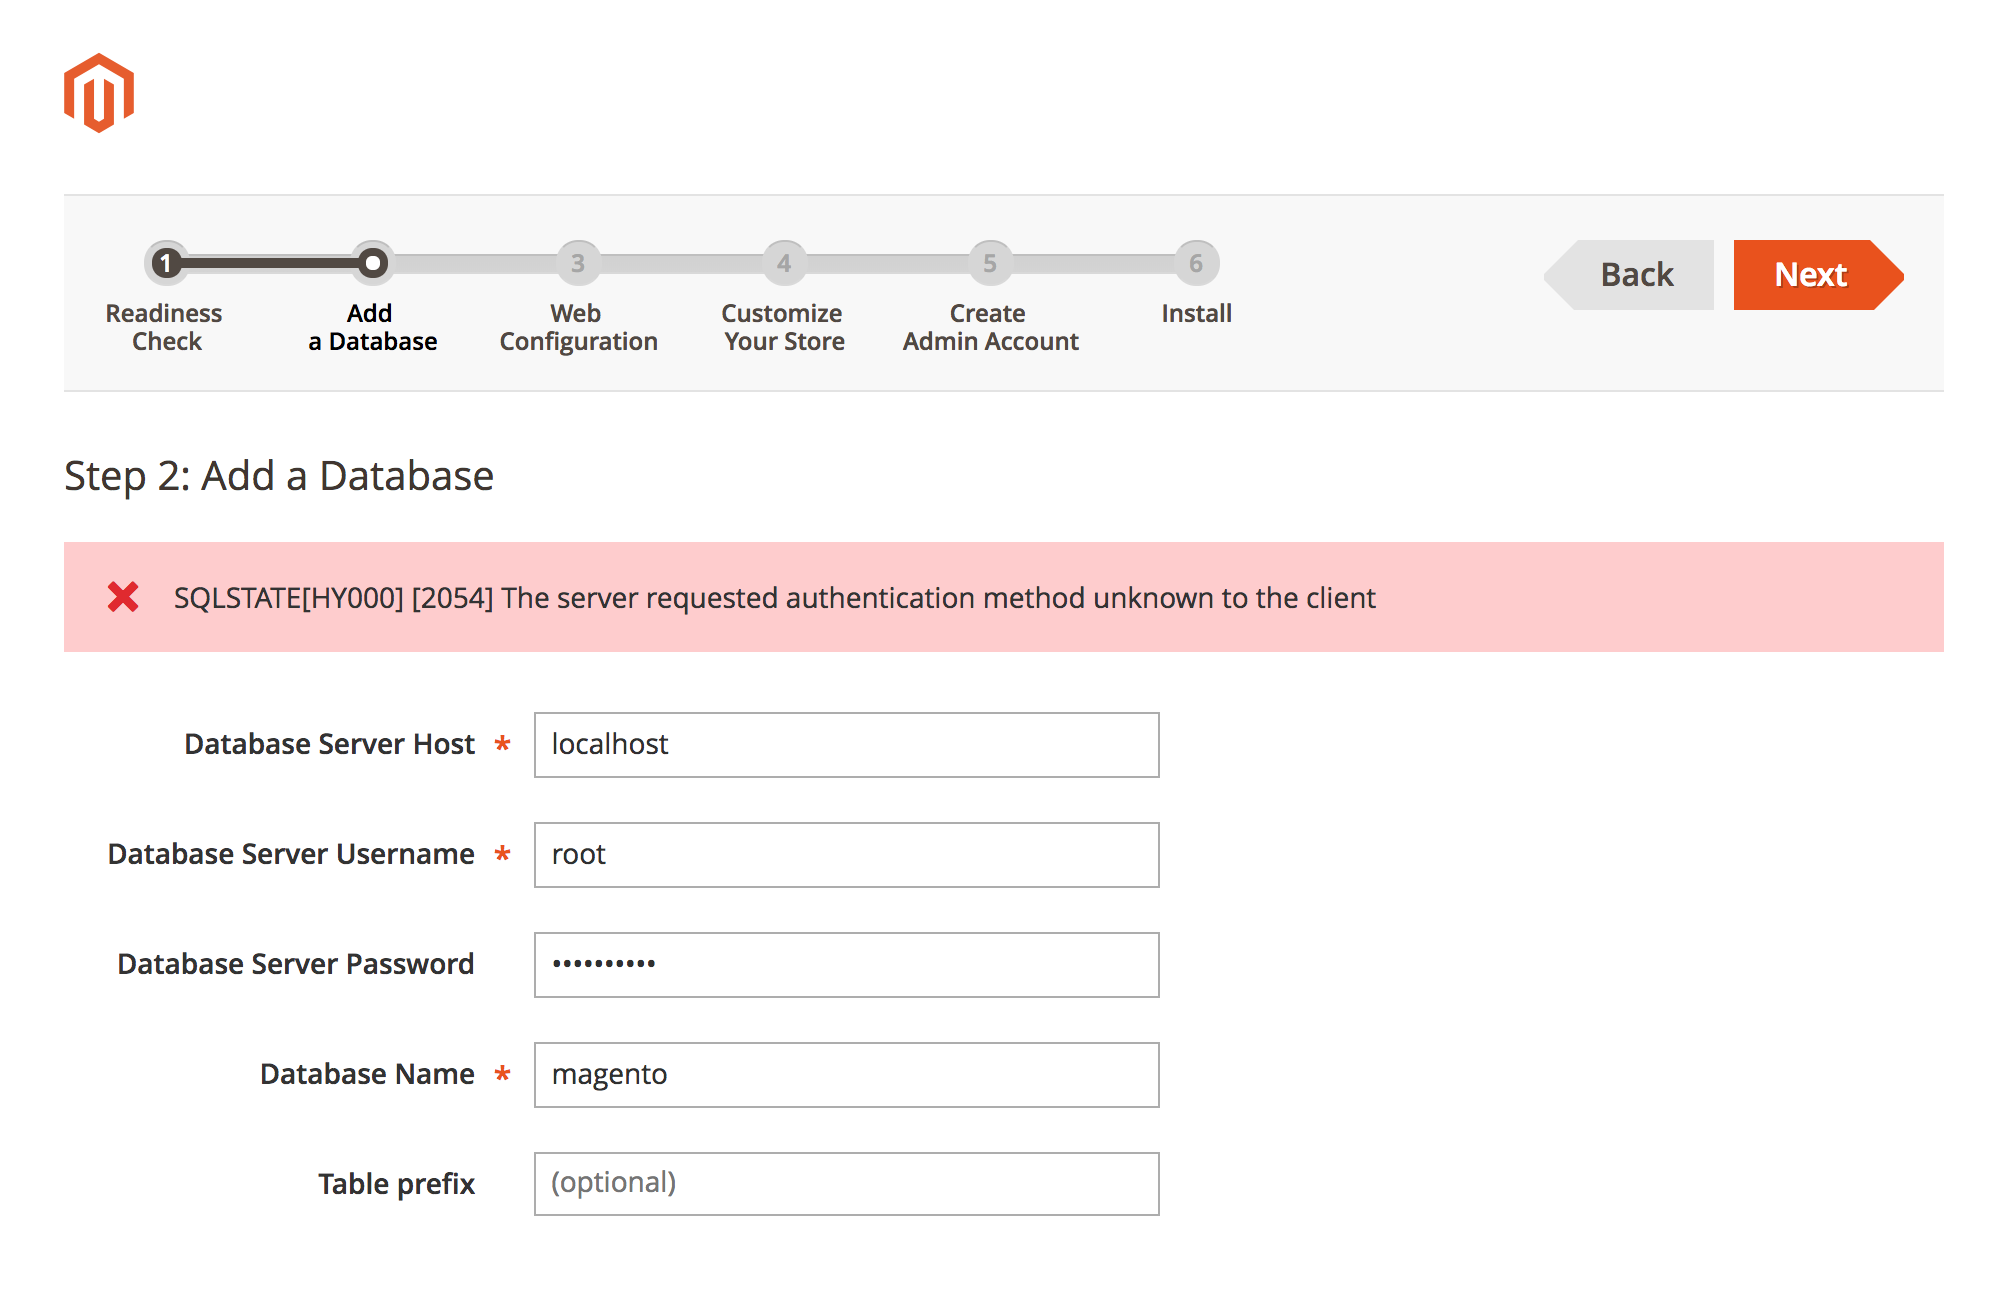 1
3
4
5
6
Readiness
Check
Add
a Database
Web
Configuration
Customize
Your Store
Create
Admin Account
Install
Back
Next
Step 2: Add a Database
SQLSTATE[HY000] [2054] The server requested authentication method unknown to the client
Database Server Host * localhost
Database Server Username * root
Database Server Password ••••••••••
Database Name * magento
Table prefix (optional)